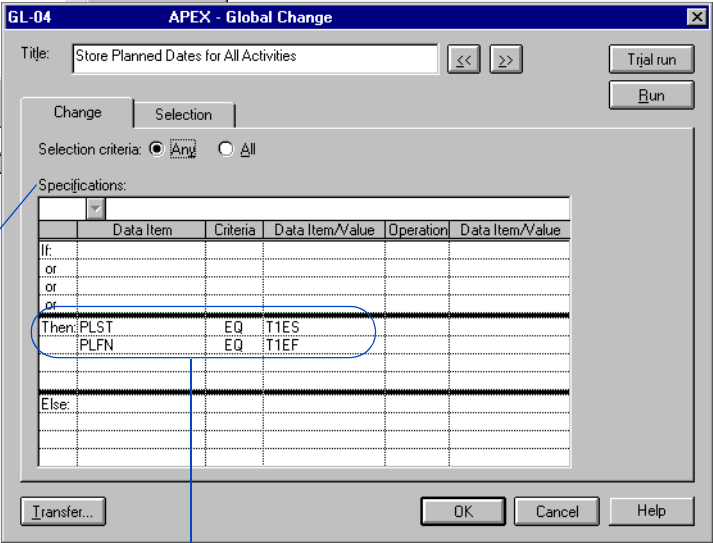 GL-04 APEX - Global Change
Title: Store Planned Dates for All Activities << >> Trial run
Run
Change Selection
Selection criteria: Any All
Specifications:
Data Item Criteria Data Item/Value Operation Data Item/Value
If:
or
or
or
Then: PLST EQ T1ES
PLFN EQ T1EF
Else:
Transfer... OK Cancel Help